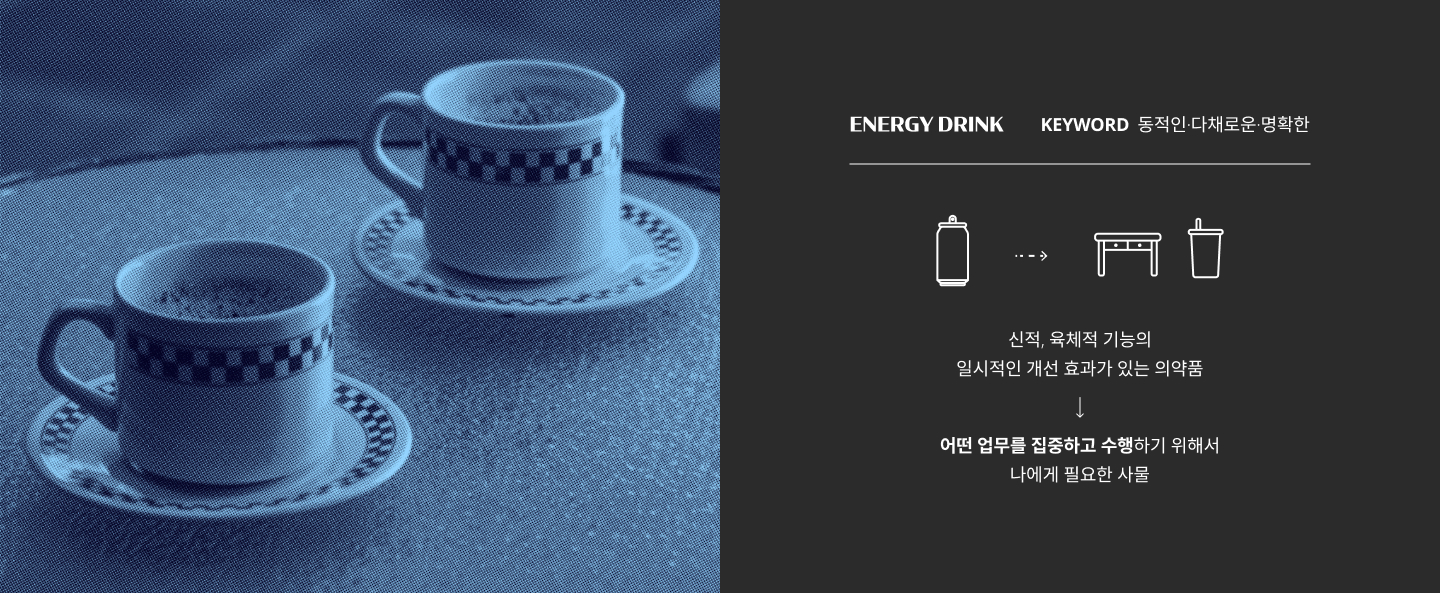 ENERGY DRINK
KEYWORD 동적인·다채로운·명확한
신적, 육체적 기능의
일시적인 개선 효과가 있는 의약품
↓
어떤 업무를 집중하고 수행하기 위해서
나에게 필요한 사물